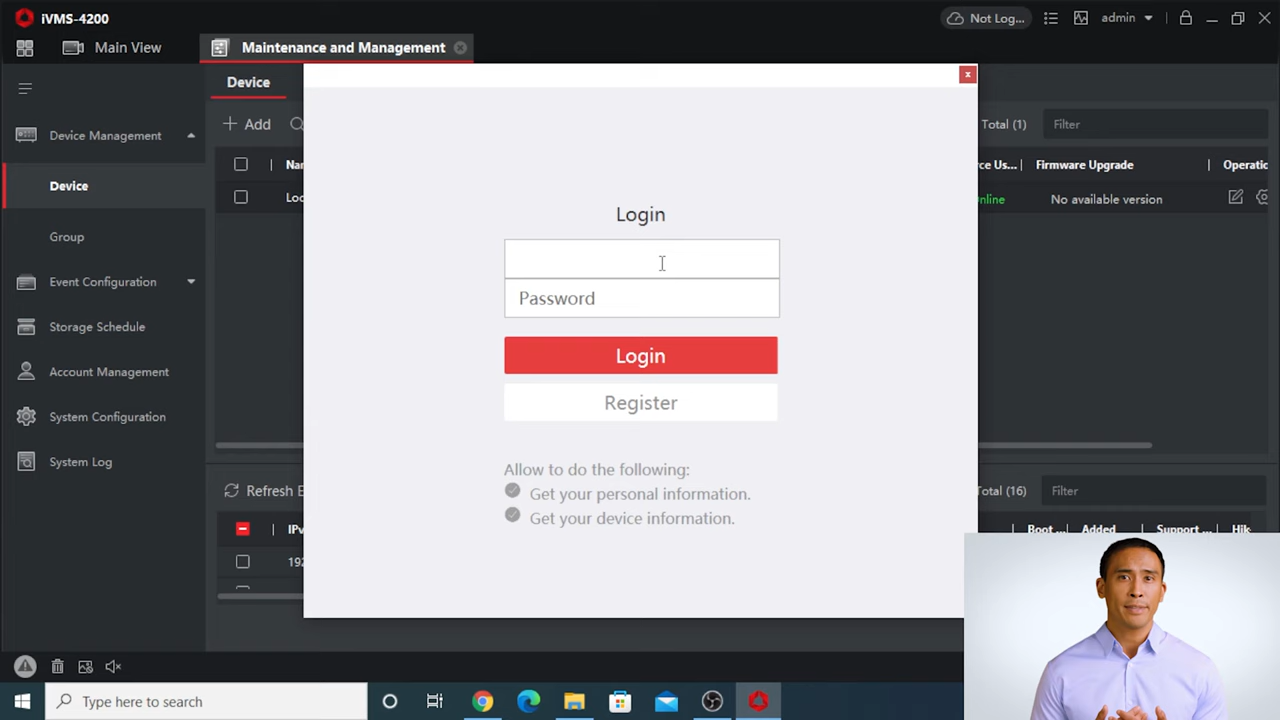 iVMS-4200
Not Log...
admin
Main View
Maintenance and Management
Device
Add
Total (1)
Filter
Device Management
Firmware Upgrade
Device
No available version
Group
Event Configuration
Storage Schedule
Account Management
System Configuration
System Log
Login
Password
Login
Register
Allow to do the following:
Get your personal information.
Get your device information.
Refresh
Total (16)
Filter
Boot ...
Added
Support ...
Type here to search